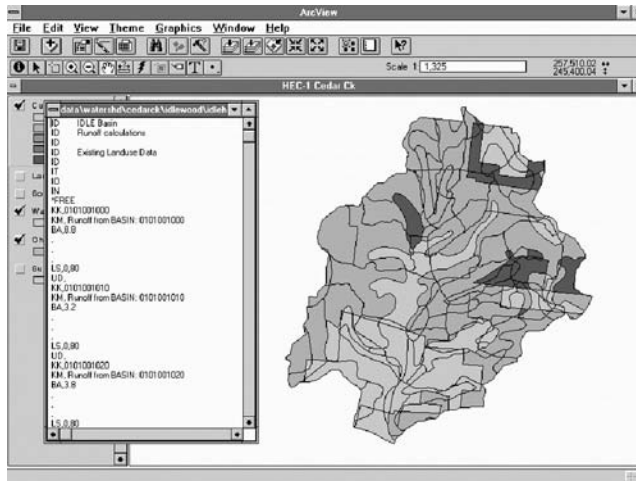 ArcView
File Edit View Theme Graphics Window Help
Scale 1: 1,325
257,510.02
245,400.04
HEC-1 Cedar Ck
data\watershd\cedarck\idlewood\idleh
ID IDLE Basin
ID Runoff calculations
ID
ID Existing Landuse Data
ID
IT
IO
IN
*FREE
KK,0101001000
KM, Runoff from BASIN: 0101001000
BA,8.8
.
.
.
LS,0,80
UD,
KK,0101001010
KM, Runoff from BASIN: 0101001010
BA,3.2
.
.
.
LS,0,80
UD,
KK,0101001020
KM, Runoff from BASIN: 0101001020
BA,3.8
.
.
.
LS,0,80